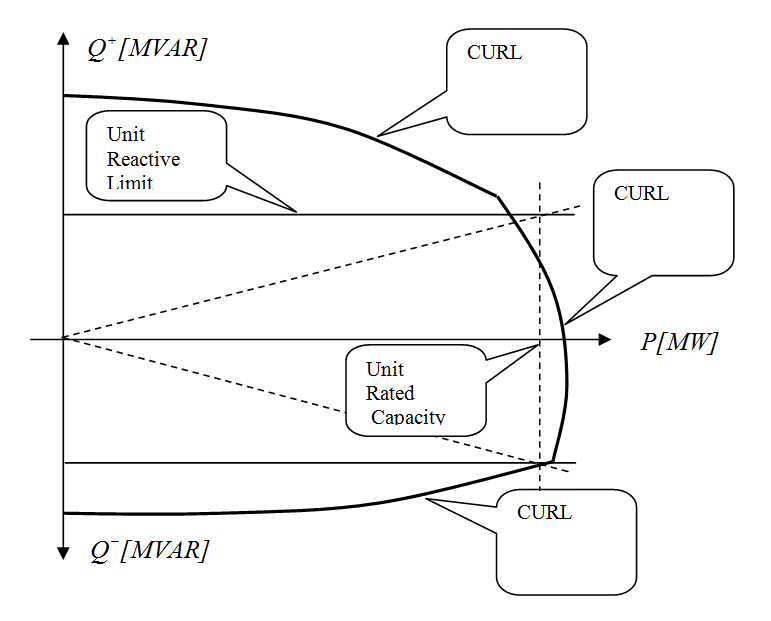 Q⁺[MVAR]
CURL
Unit
Reactive
Limit
CURL
P[MW]
Unit
Rated
Capacity
CURL
Q⁻[MVAR]